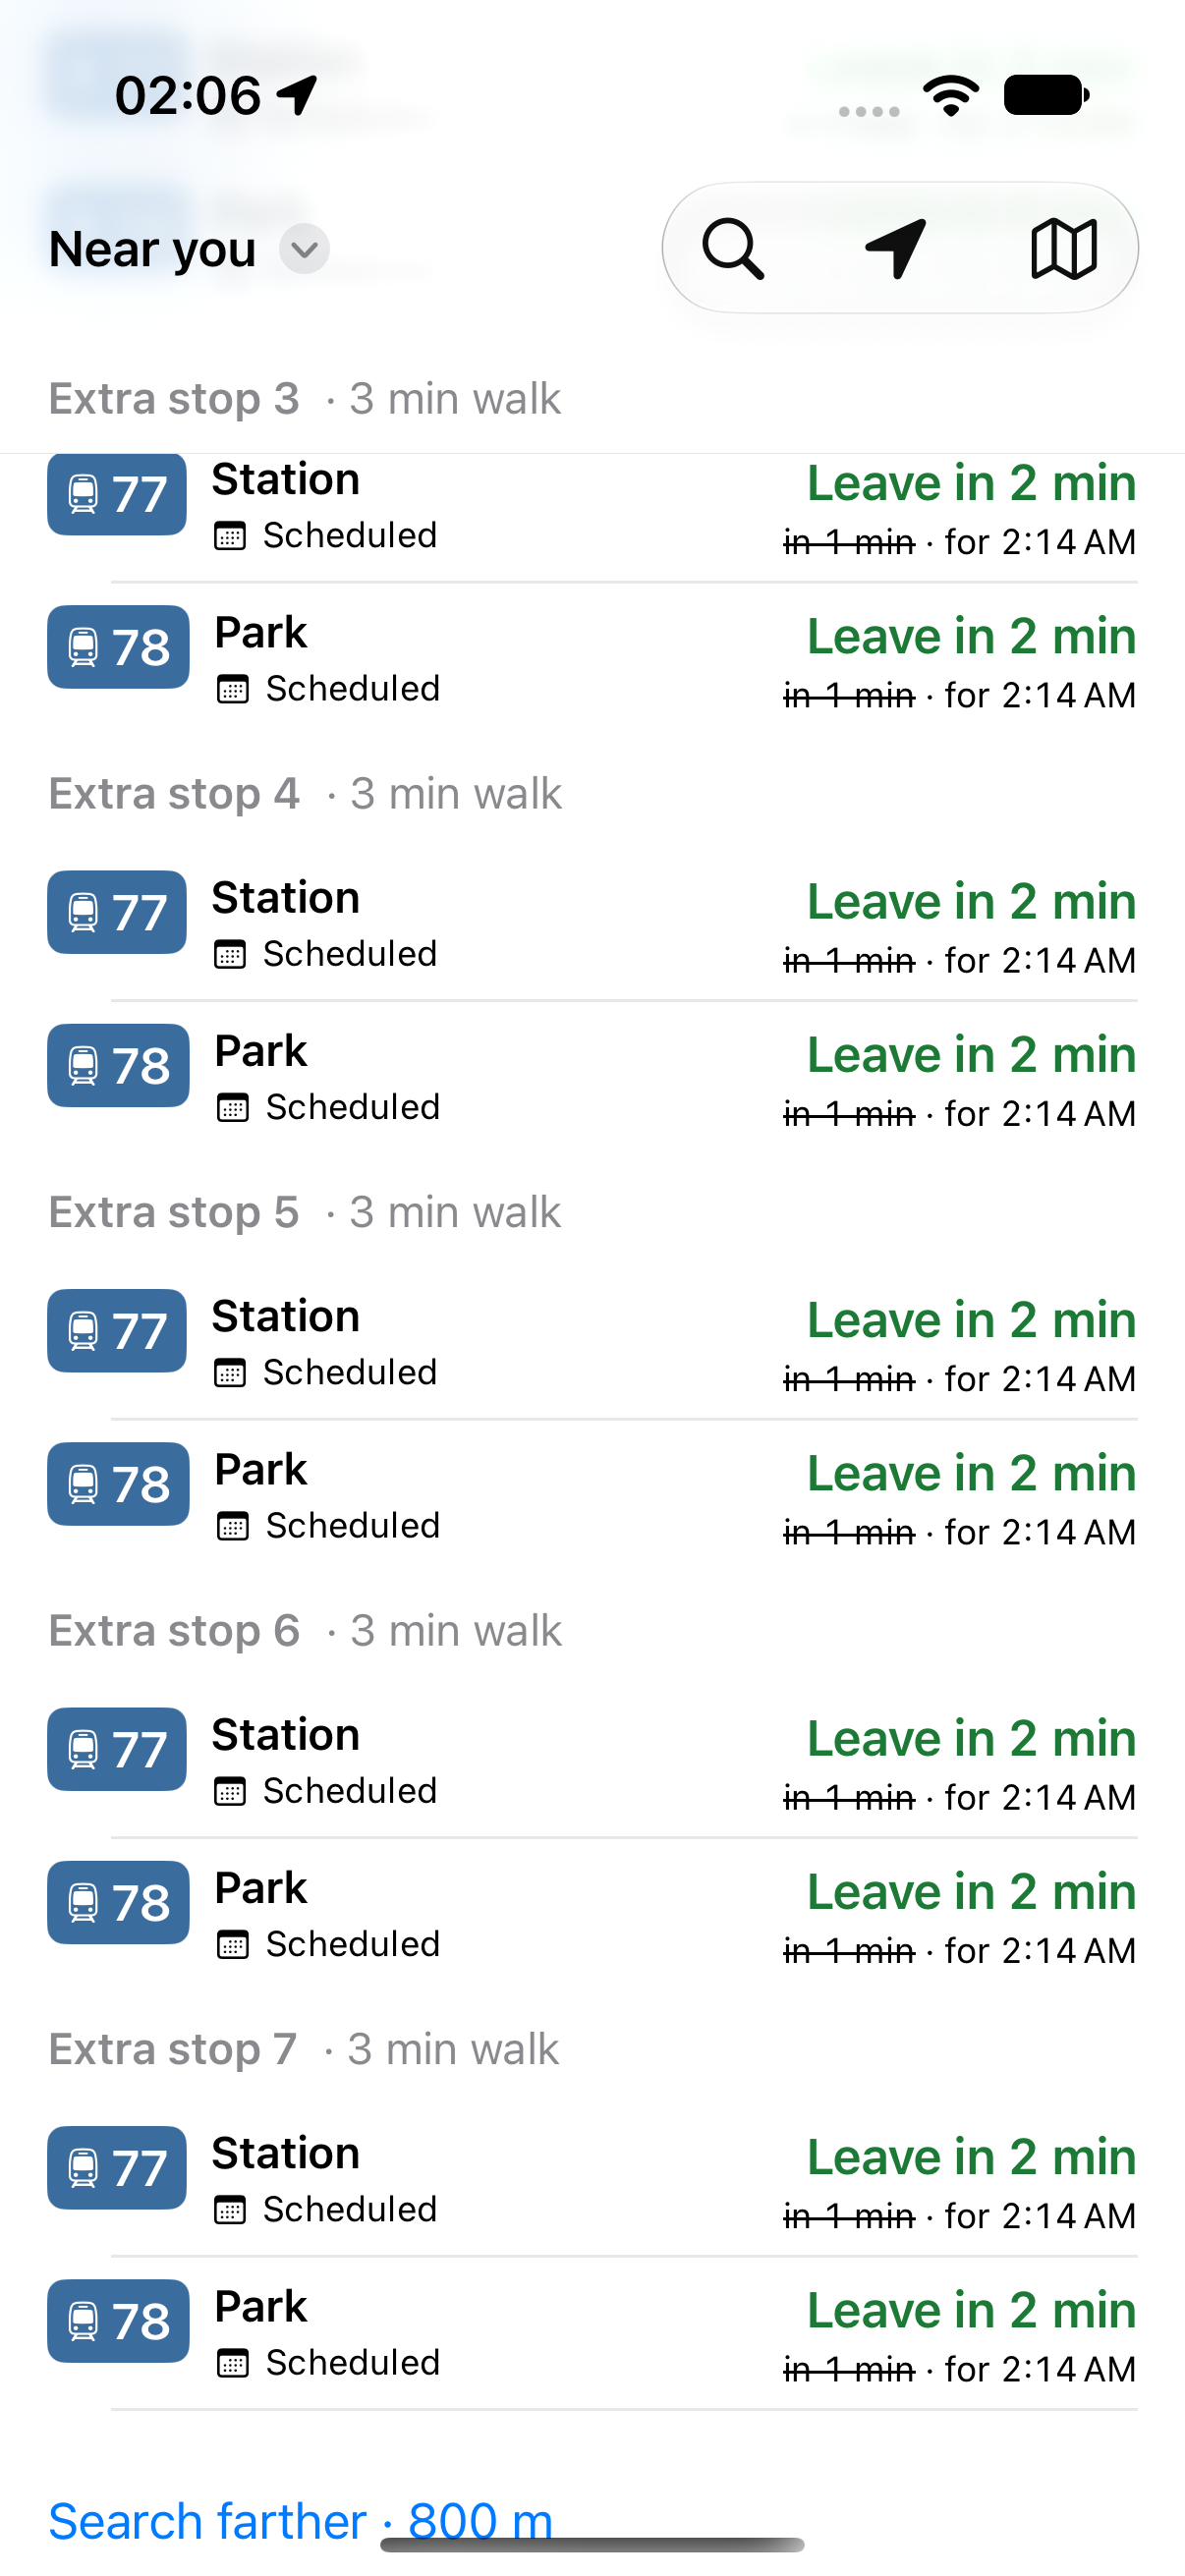 02:06
Near you
Extra stop 3 · 3 min walk
77 Station Leave in 2 min
Scheduled in 1 min · for 2:14 AM
78 Park Leave in 2 min
Scheduled in 1 min · for 2:14 AM
Extra stop 4 · 3 min walk
77 Station Leave in 2 min
Scheduled in 1 min · for 2:14 AM
78 Park Leave in 2 min
Scheduled in 1 min · for 2:14 AM
Extra stop 5 · 3 min walk
77 Station Leave in 2 min
Scheduled in 1 min · for 2:14 AM
78 Park Leave in 2 min
Scheduled in 1 min · for 2:14 AM
Extra stop 6 · 3 min walk
77 Station Leave in 2 min
Scheduled in 1 min · for 2:14 AM
78 Park Leave in 2 min
Scheduled in 1 min · for 2:14 AM
Extra stop 7 · 3 min walk
77 Station Leave in 2 min
Scheduled in 1 min · for 2:14 AM
78 Park Leave in 2 min
Scheduled in 1 min · for 2:14 AM
Search farther · 800 m